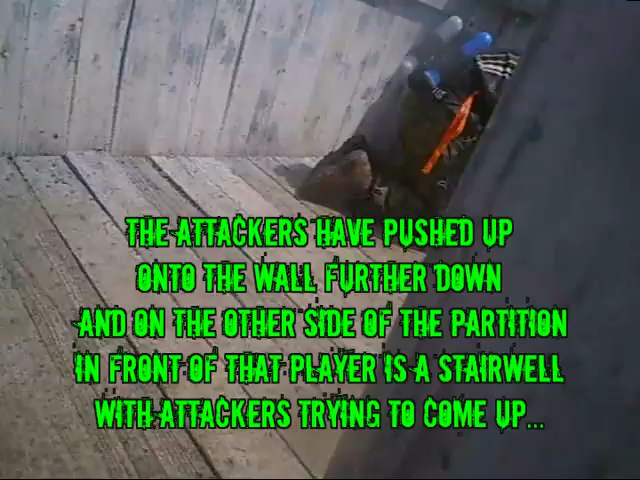 THE ATTACKERS HAVE PUSHED UP
ONTO THE WALL FURTHER DOWN
AND ON THE OTHER SIDE OF THE PARTITION
IN FRONT OF THAT PLAYER IS A STAIRWELL
WITH ATTACKERS TRYING TO COME UP...